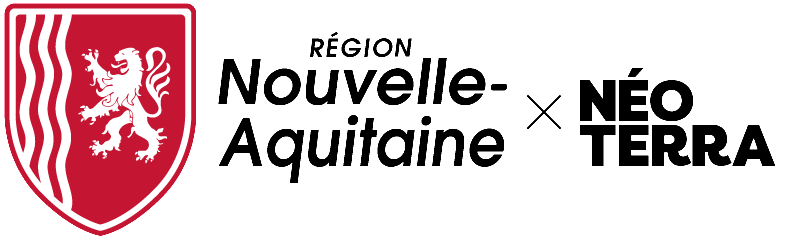 RÉGION
Nouvelle-
Aquitaine
×
NÉO
TERRA